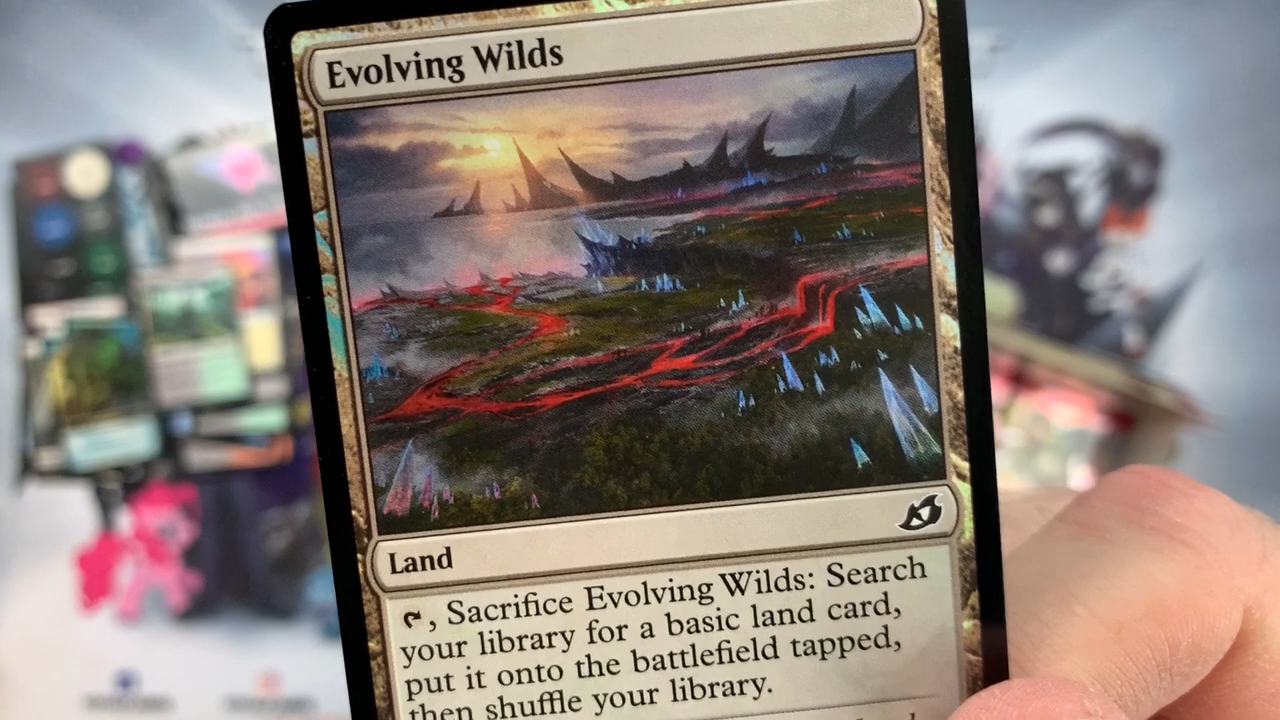 Evolving Wilds
Land
, Sacrifice Evolving Wilds: Search
your library for a basic land card,
put it onto the battlefield tapped,
then shuffle your library.